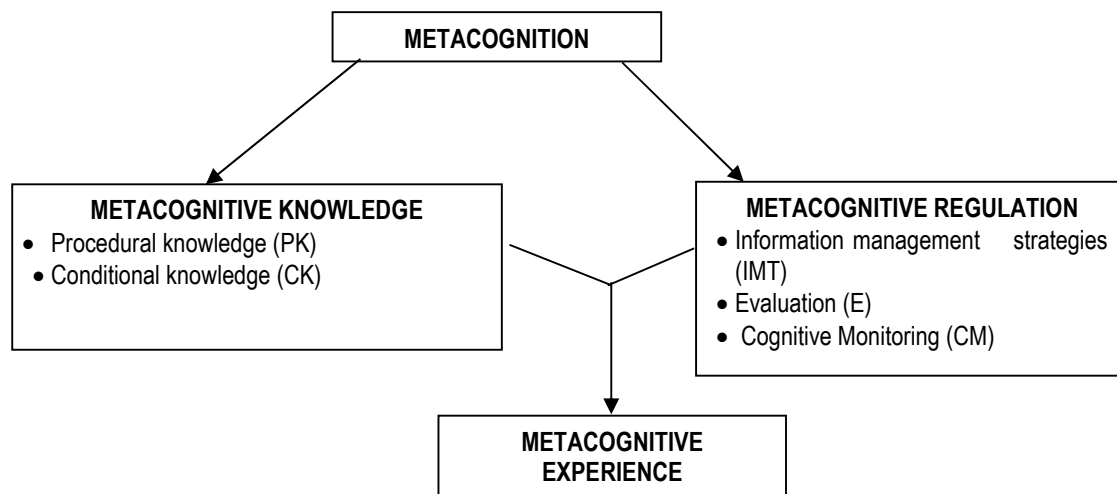 METACOGNITION
METACOGNITIVE KNOWLEDGE
• Procedural knowledge (PK)
• Conditional knowledge (CK)
METACOGNITIVE REGULATION
• Information management strategies
(IMT)
• Evaluation (E)
• Cognitive Monitoring (CM)
METACOGNITIVE
EXPERIENCE